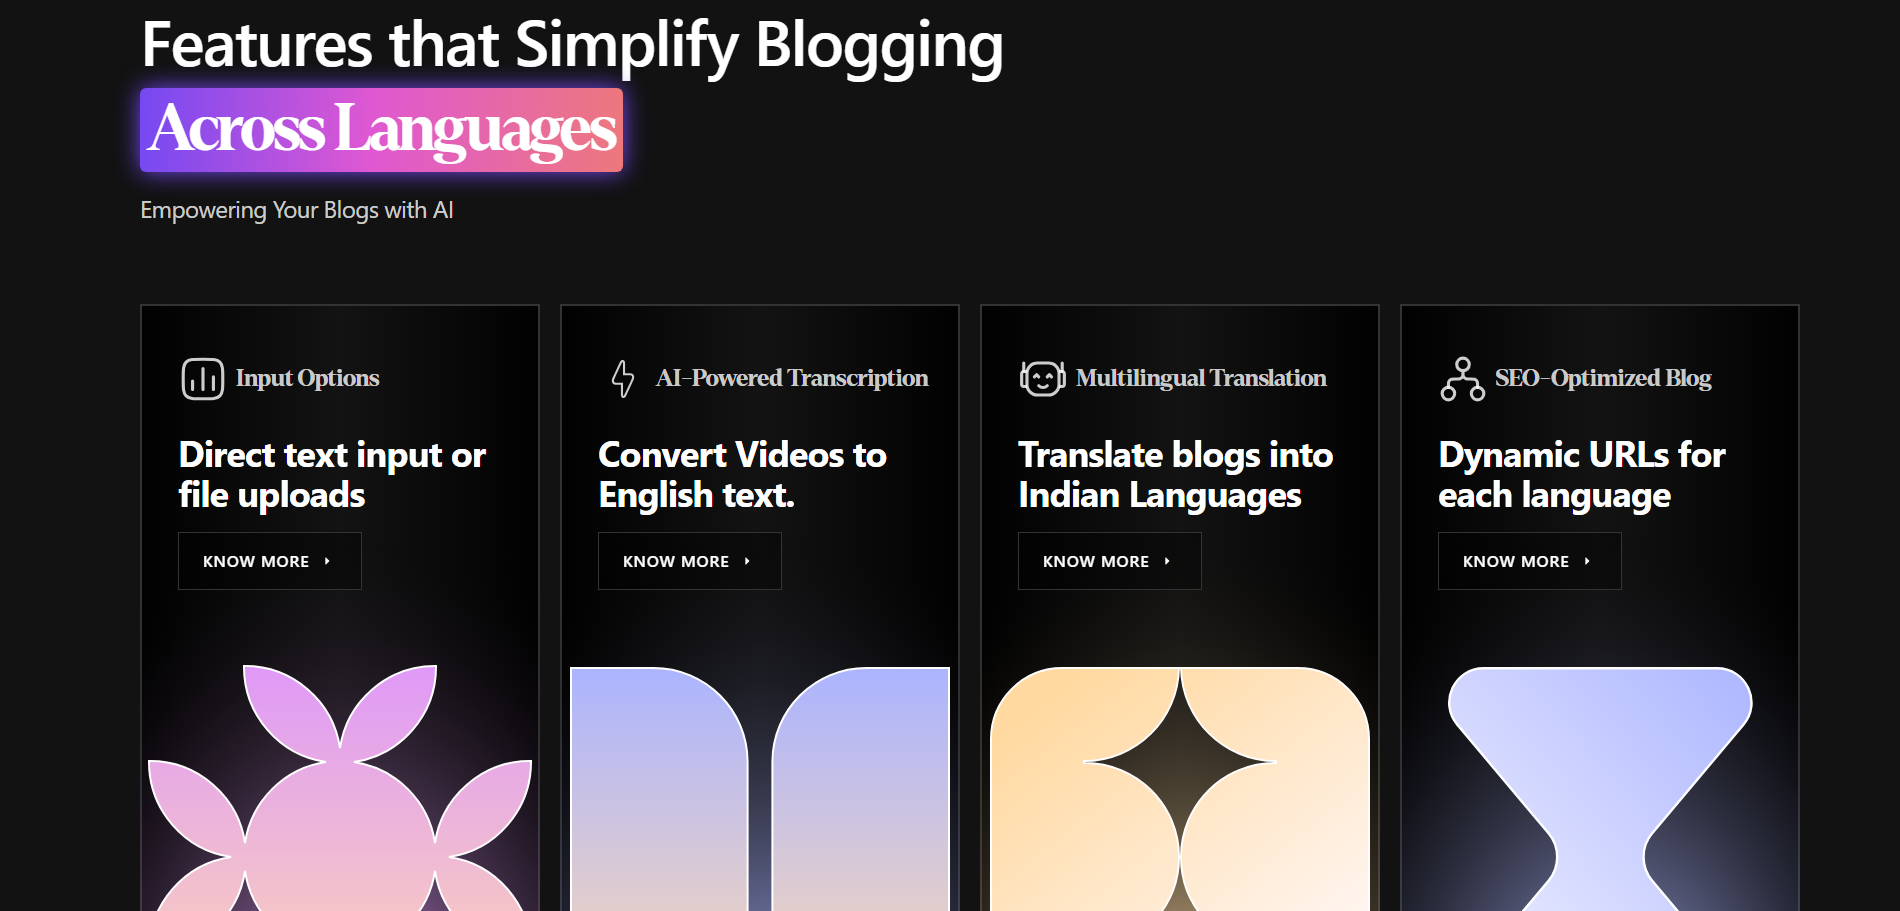 Features that Simplify Blogging
Across Languages
Empowering Your Blogs with AI
Input Options
Direct text input or
file uploads
KNOW MORE
AI-Powered Transcription
Convert Videos to
English text.
KNOW MORE
Multilingual Translation
Translate blogs into
Indian Languages
KNOW MORE
SEO-Optimized Blog
Dynamic URLs for
each language
KNOW MORE